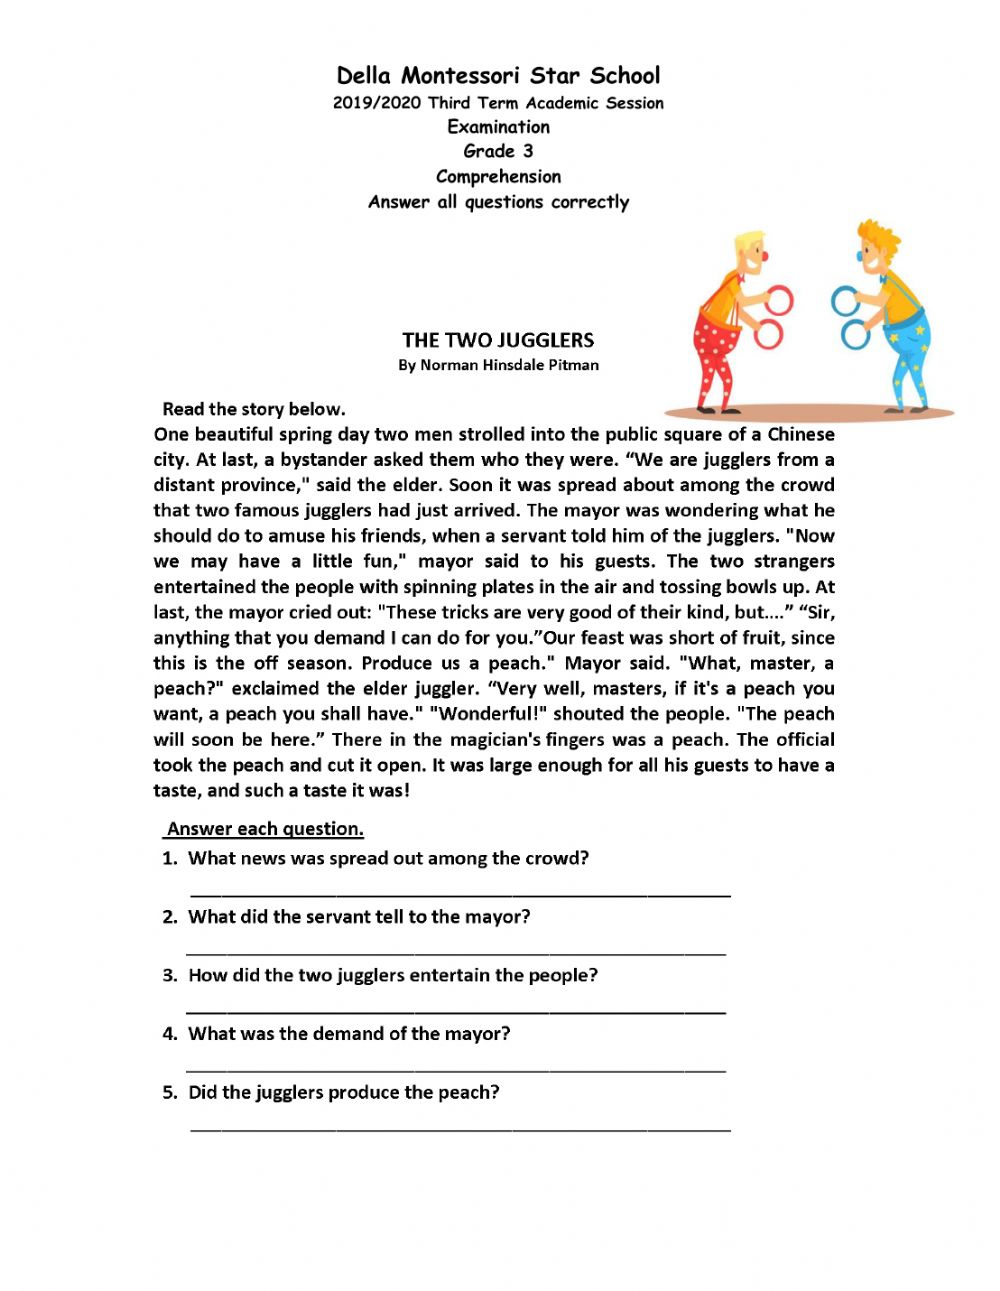 Della Montessori Star School
2019/2020 Third Term Academic Session
Examination
Grade 3
Comprehension
Answer all questions correctly
THE TWO JUGGLERS
By Norman Hinsdale Pitman
Read the story below.
One beautiful spring day two men strolled into the public square of a Chinese
city. At last, a bystander asked them who they were. “We are jugglers from a
distant province," said the elder. Soon it was spread about among the crowd
that two famous jugglers had just arrived. The mayor was wondering what he
should do to amuse his friends, when a servant told him of the jugglers. "Now
we may have a little fun," mayor said to his guests. The two strangers
entertained the people with spinning plates in the air and tossing bowls up. At
last, the mayor cried out: "These tricks are very good of their kind, but....” “Sir,
anything that you demand I can do for you.”Our feast was short of fruit, since
this is the off season. Produce us a peach." Mayor said. "What, master, a
peach?" exclaimed the elder juggler. “Very well, masters, if it's a peach you
want, a peach you shall have." "Wonderful!" shouted the people. "The peach
will soon be here.” There in the magician's fingers was a peach. The official
took the peach and cut it open. It was large enough for all his guests to have a
taste, and such a taste it was!
Answer each question.
1. What news was spread out among the crowd?
2. What did the servant tell to the mayor?
3. How did the two jugglers entertain the people?
4. What was the demand of the mayor?
5. Did the jugglers produce the peach?